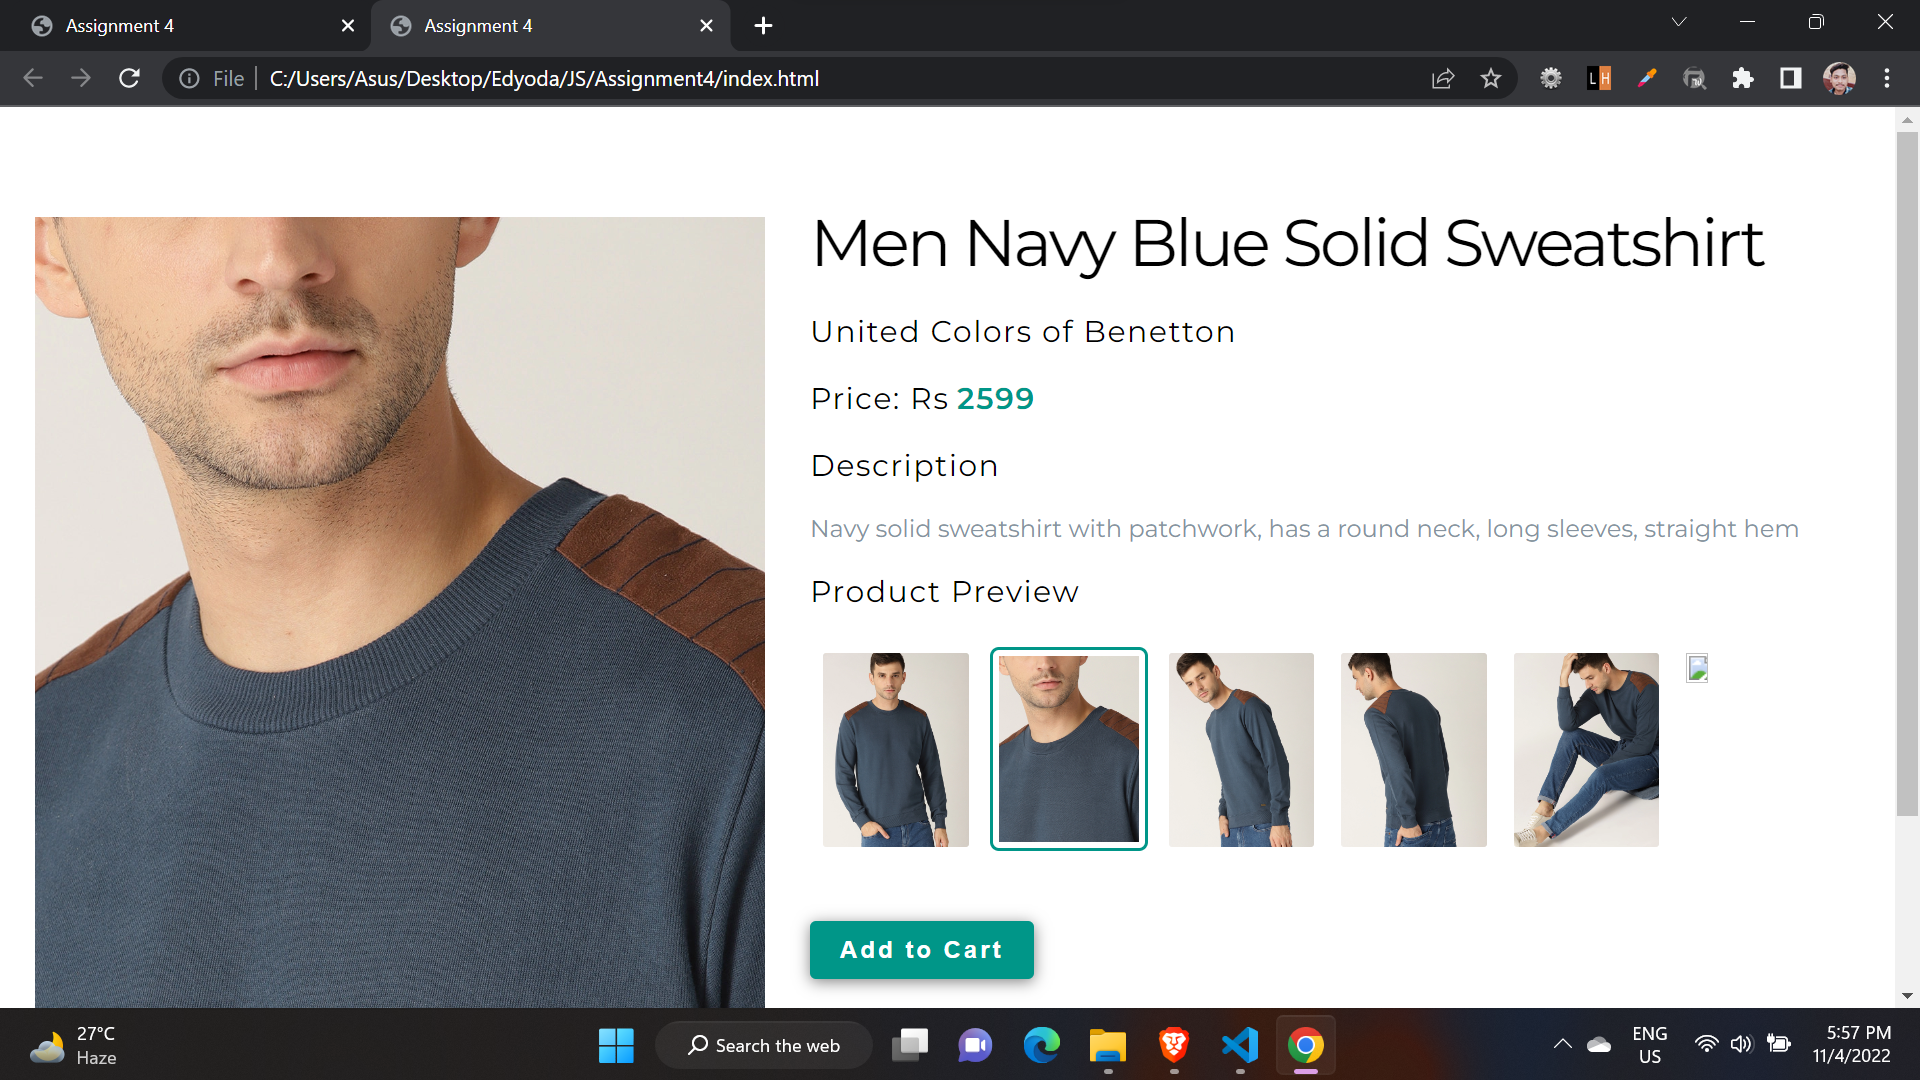 Assignment 4
Assignment 4
File
C:/Users/Asus/Desktop/Edyoda/JS/Assignment4/index.html
L H
Men Navy Blue Solid Sweatshirt
United Colors of Benetton
Price: Rs 2599
Description
Navy solid sweatshirt with patchwork, has a round neck, long sleeves, straight hem
Product Preview
Add to Cart
27°C
Haze
Search the web
ENG
US
5:57 PM
11/4/2022